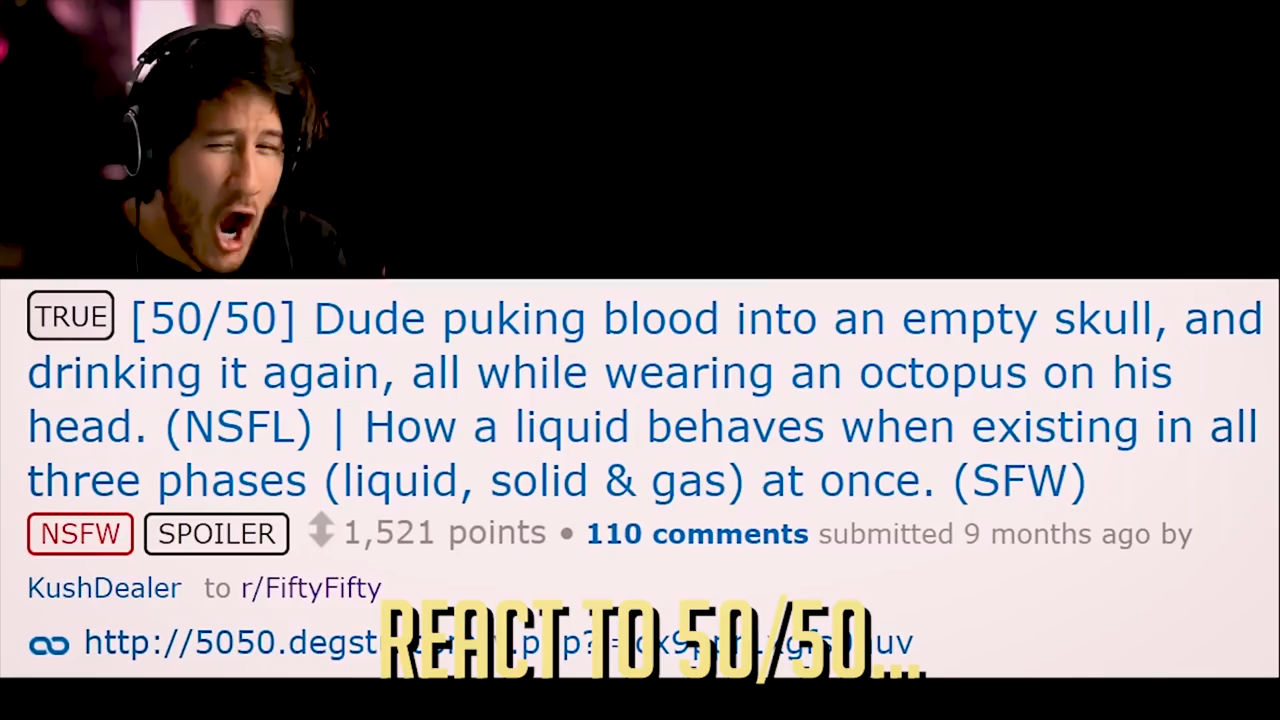 TRUE [50/50] Dude puking blood into an empty skull, and
drinking it again, all while wearing an octopus on his
head. (NSFL) | How a liquid behaves when existing in all
three phases (liquid, solid & gas) at once. (SFW)
NSFW SPOILER 1,521 points • 110 comments submitted 9 months ago by
KushDealer to r/FiftyFifty
REACT TO 50/50...